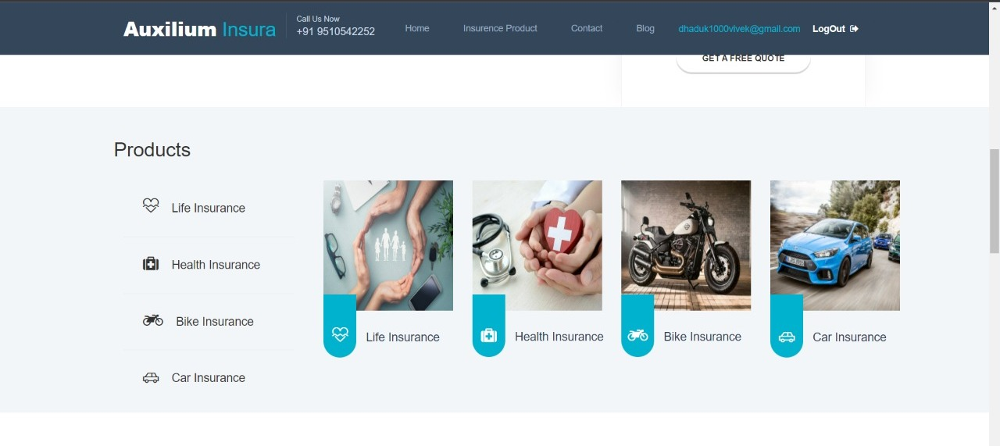 Auxilium Insura
Call Us Now
+91 9510542252
Home
Insurence Product
Contact
Blog
dhaduk1000vivek@gmail.com
LogOut
GET A FREE QUOTE
Products
Life Insurance
Health Insurance
Bike Insurance
Car Insurance
Life Insurance
Health Insurance
Bike Insurance
Car Insurance